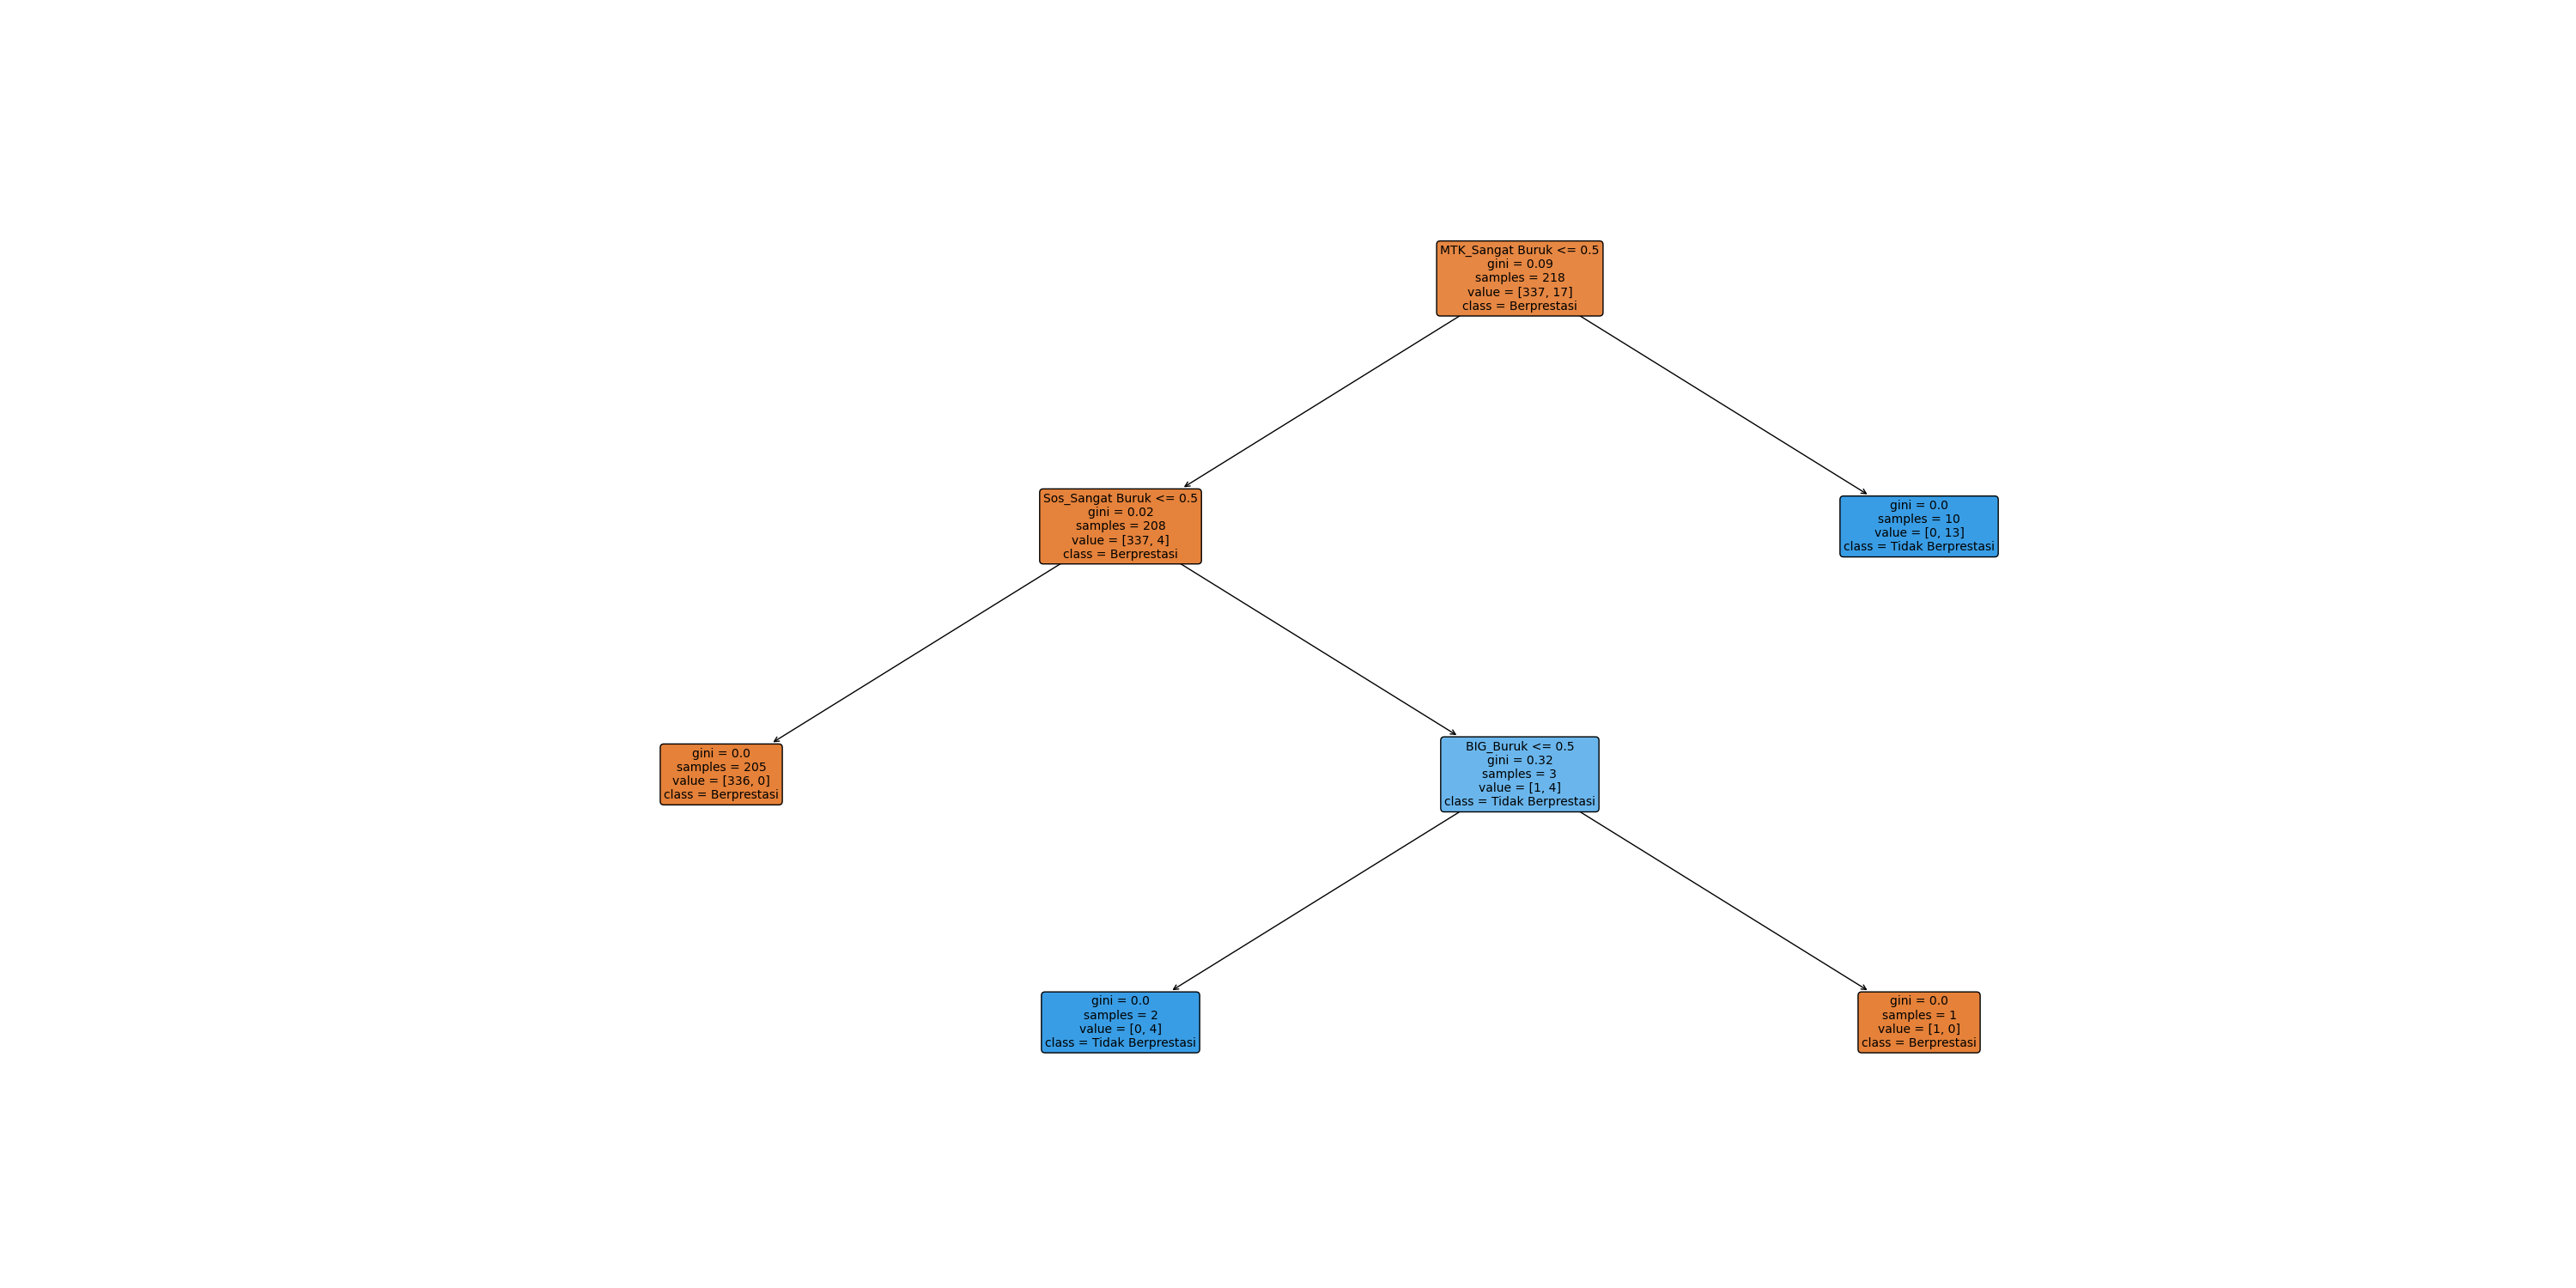 MTK_Sangat Buruk <= 0.5
gini = 0.09
samples = 218
value = [337, 17]
class = Berprestasi
Sos_Sangat Buruk <= 0.5
gini = 0.02
samples = 208
value = [337, 4]
class = Berprestasi
gini = 0.0
samples = 10
value = [0, 13]
class = Tidak Berprestasi
gini = 0.0
samples = 205
value = [336, 0]
class = Berprestasi
BIG_Buruk <= 0.5
gini = 0.32
samples = 3
value = [1, 4]
class = Tidak Berprestasi
gini = 0.0
samples = 2
value = [0, 4]
class = Tidak Berprestasi
gini = 0.0
samples = 1
value = [1, 0]
class = Berprestasi